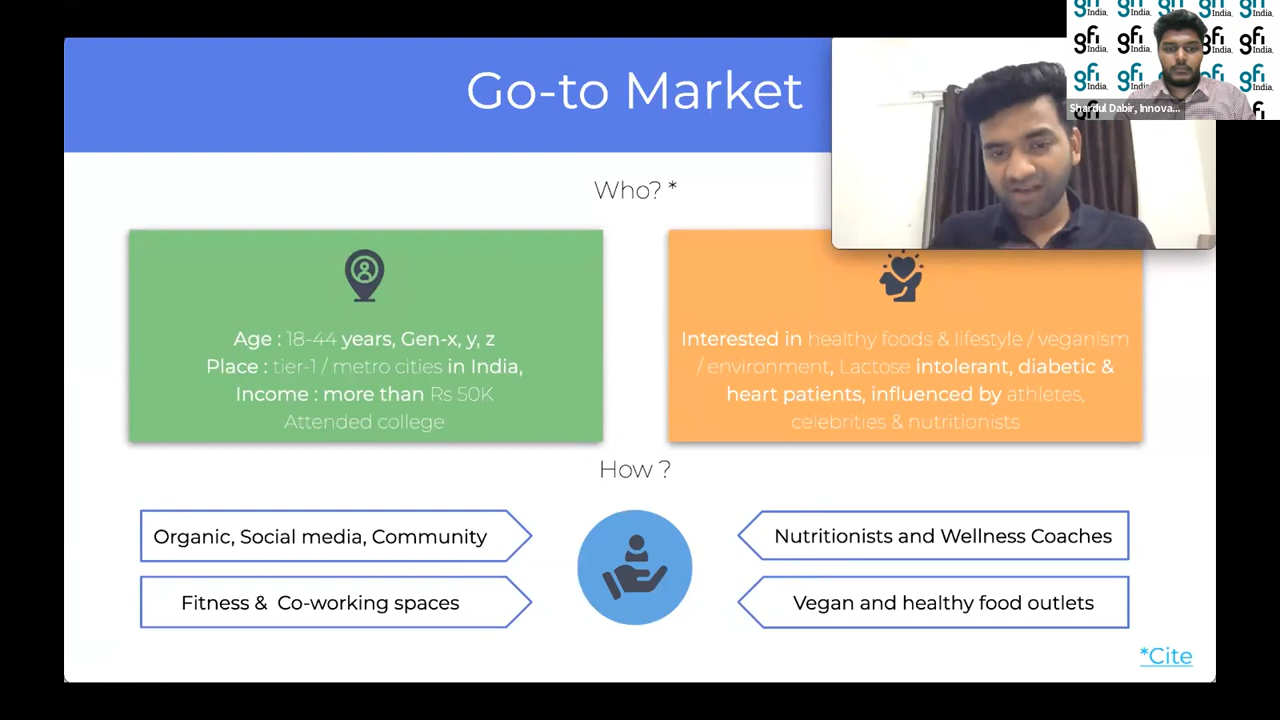 Go-to Market
gfi India.
Shardul Dabir, Innova...
Who? *
Age : 18-44 years, Gen-x, y, z
Place : tier-1 / metro cities in India,
Income : more than Rs 50K
Attended college
Interested in healthy foods & lifestyle / veganism
/ environment, Lactose intolerant, diabetic &
heart patients, influenced by athletes,
celebrities & nutritionists
How ?
Organic, Social media, Community
Nutritionists and Wellness Coaches
Fitness & Co-working spaces
Vegan and healthy food outlets
*Cite